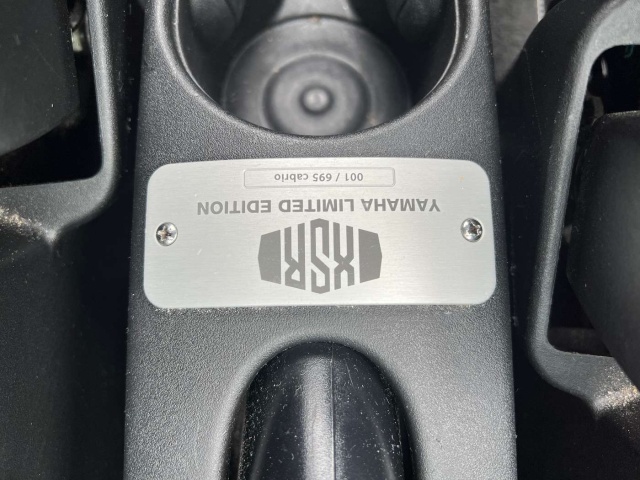 XSR
YAMAHA LIMITED EDITION
001 / 695 cabrio